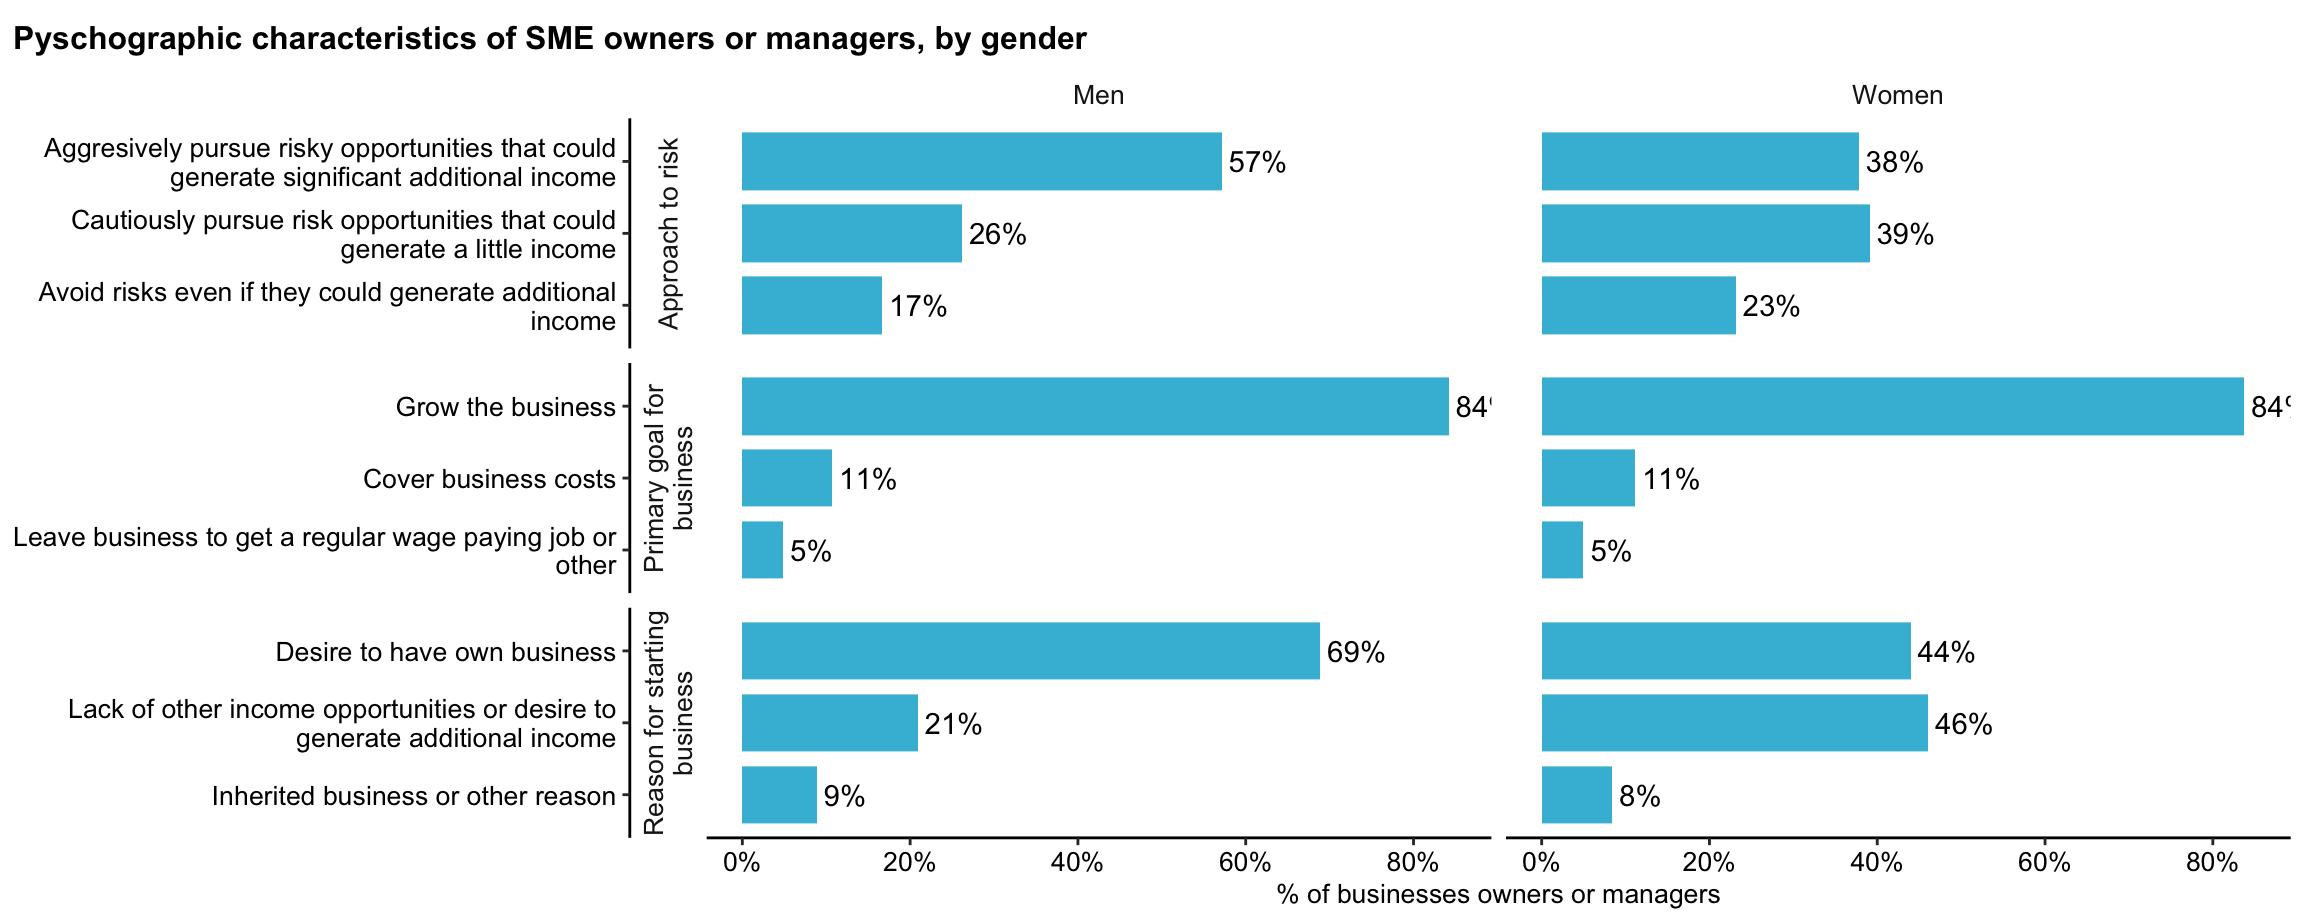 Pyschographic characteristics of SME owners or managers, by gender
Men
Women
Approach to risk
Aggresively pursue risky opportunities that could
generate significant additional income
57%
38%
Cautiously pursue risk opportunities that could
generate a little income
26%
39%
Avoid risks even if they could generate additional
income
17%
23%
Primary goal for
business
Grow the business
84%
84%
Cover business costs
11%
11%
Leave business to get a regular wage paying job or
other
5%
5%
Reason for starting
business
Desire to have own business
69%
44%
Lack of other income opportunities or desire to
generate additional income
21%
46%
Inherited business or other reason
9%
8%
0% 20% 40% 60% 80%
0% 20% 40% 60% 80%
% of businesses owners or managers